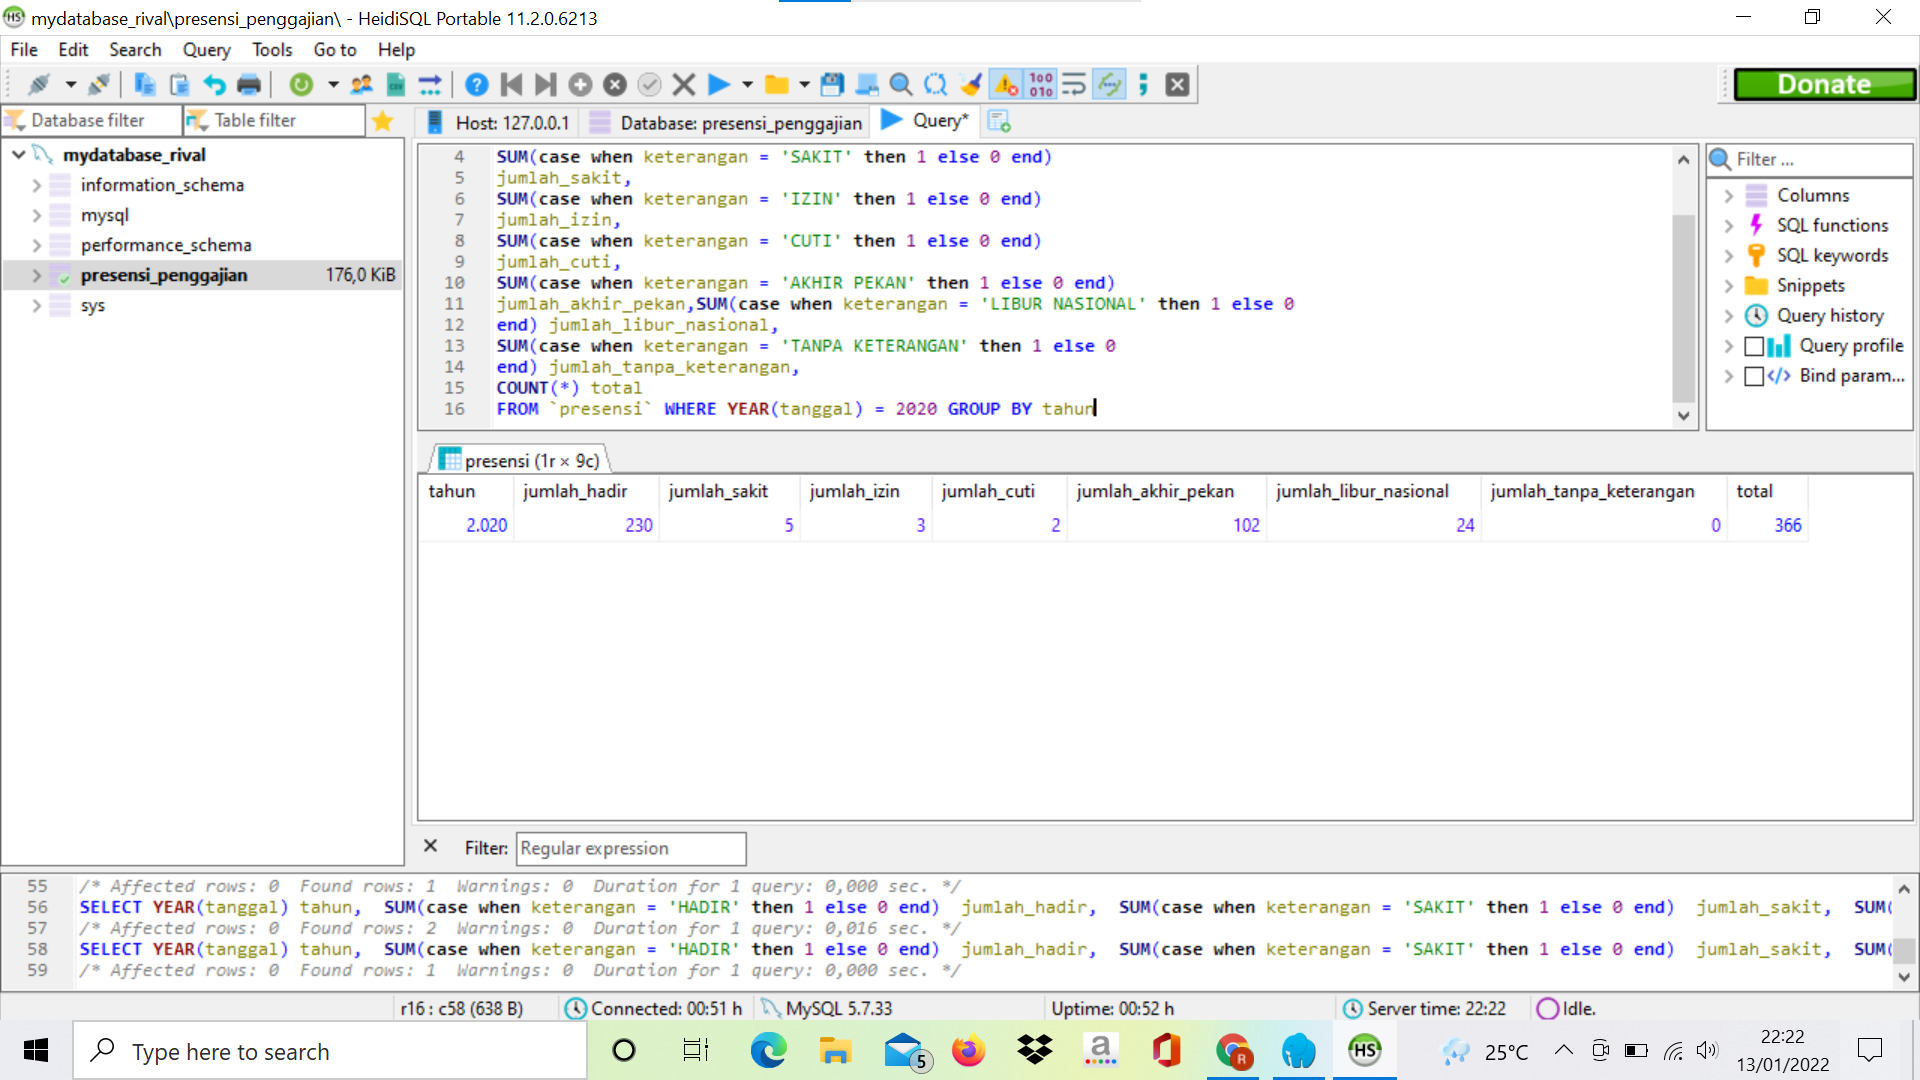 mydatabase_rival\presensi_penggajian\ - HeidiSQL Portable 11.2.0.6213
File Edit Search Query Tools Go to Help
Donate
Database filter
Table filter
Host: 127.0.0.1
Database: presensi_penggajian
Query*
mydatabase_rival
information_schema
mysql
performance_schema
presensi_penggajian 176,0 KiB
sys
4 SUM(case when keterangan = 'SAKIT' then 1 else 0 end)
5 jumlah_sakit,
6 SUM(case when keterangan = 'IZIN' then 1 else 0 end)
7 jumlah_izin,
8 SUM(case when keterangan = 'CUTI' then 1 else 0 end)
9 jumlah_cuti,
10 SUM(case when keterangan = 'AKHIR PEKAN' then 1 else 0 end)
11 jumlah_akhir_pekan,SUM(case when keterangan = 'LIBUR NASIONAL' then 1 else 0
12 end) jumlah_libur_nasional,
13 SUM(case when keterangan = 'TANPA KETERANGAN' then 1 else 0
14 end) jumlah_tanpa_keterangan,
15 COUNT(*) total
16 FROM `presensi` WHERE YEAR(tanggal) = 2020 GROUP BY tahun
Filter ...
Columns
SQL functions
SQL keywords
Snippets
Query history
Query profile
Bind param...
presensi (1r × 9c)
tahun jumlah_hadir jumlah_sakit jumlah_izin jumlah_cuti jumlah_akhir_pekan jumlah_libur_nasional jumlah_tanpa_keterangan total
2.020 230 5 3 2 102 24 0 366
Filter: Regular expression
55 /* Affected rows: 0 Found rows: 1 Warnings: 0 Duration for 1 query: 0,000 sec. */
56 SELECT YEAR(tanggal) tahun, SUM(case when keterangan = 'HADIR' then 1 else 0 end) jumlah_hadir, SUM(case when keterangan = 'SAKIT' then 1 else 0 end) jumlah_sakit, SUM(
57 /* Affected rows: 0 Found rows: 2 Warnings: 0 Duration for 1 query: 0,016 sec. */
58 SELECT YEAR(tanggal) tahun, SUM(case when keterangan = 'HADIR' then 1 else 0 end) jumlah_hadir, SUM(case when keterangan = 'SAKIT' then 1 else 0 end) jumlah_sakit, SUM(
59 /* Affected rows: 0 Found rows: 1 Warnings: 0 Duration for 1 query: 0,000 sec. */
r16 : c58 (638 B) Connected: 00:51 h MySQL 5.7.33 Uptime: 00:52 h Server time: 22:22 Idle.
Type here to search
5
a
R
HS
25°C
22:22
13/01/2022